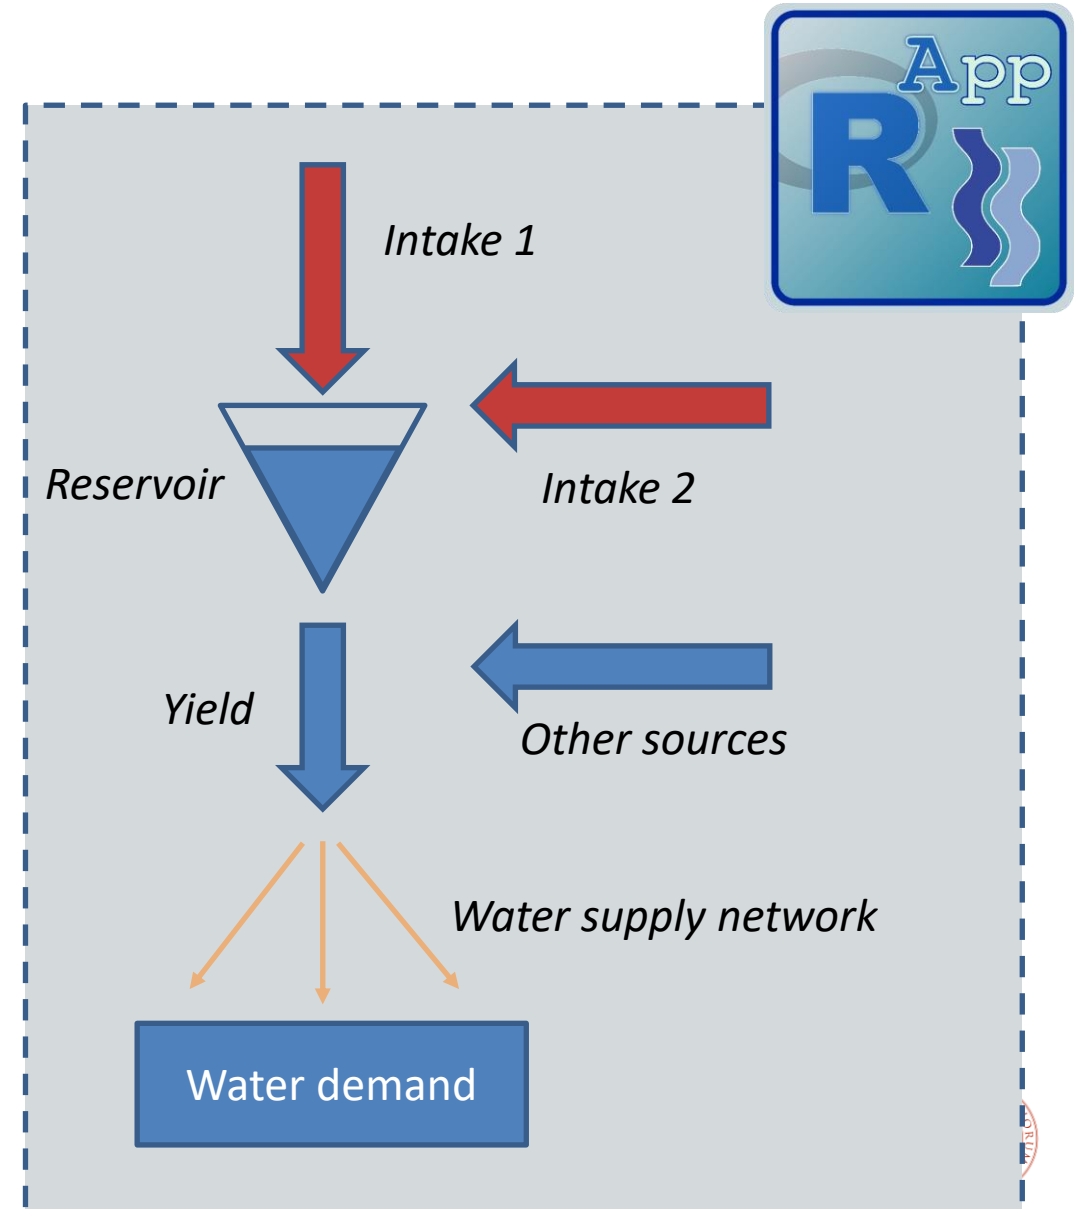 App
R
Intake 1
Reservoir
Intake 2
Yield
Other sources
Water supply network
Water demand